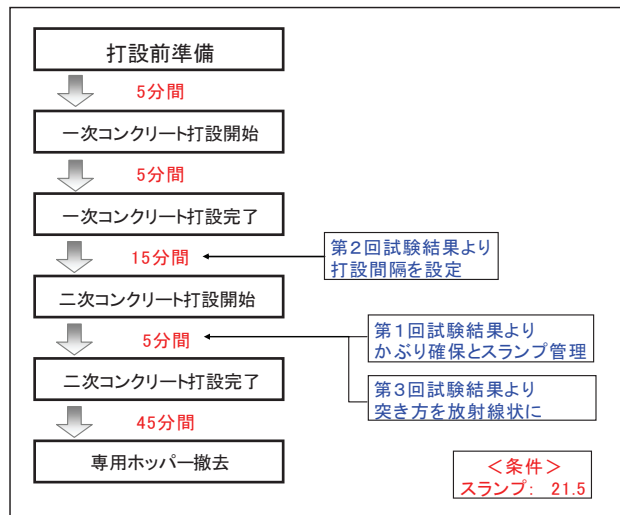 打設前準備
5分間
一次コンクリート打設開始
5分間
一次コンクリート打設完了
15分間
第2回試験結果より
打設間隔を設定
二次コンクリート打設開始
5分間
第1回試験結果より
かぶり確保とスランプ管理
二次コンクリート打設完了
第3回試験結果より
突き方を放射線状に
45分間
専用ホッパー撤去
＜条件＞
スランプ： 21.5